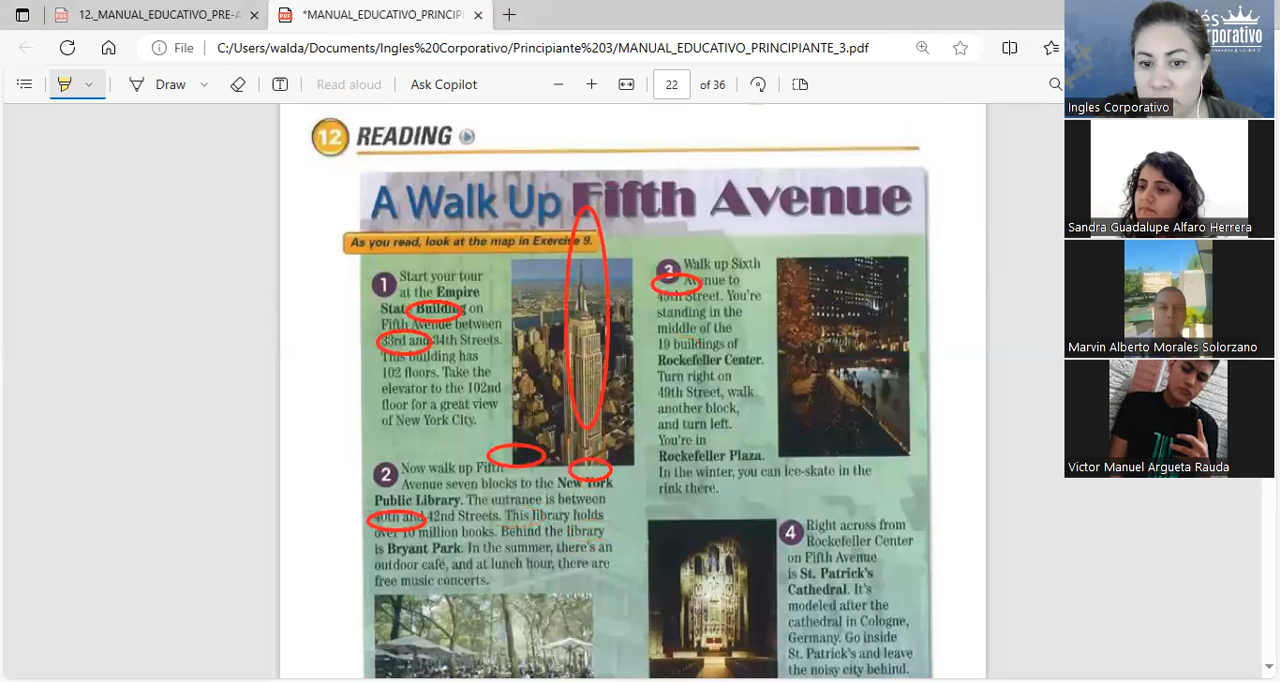 12._MANUAL_EDUCATIVO_PRE-A
*MANUAL_EDUCATIVO_PRINCIPI
File
C:/Users/walda/Documents/Ingles%20Corporativo/Principiante%203/MANUAL_EDUCATIVO_PRINCIPIANTE_3.pdf
Draw
Read aloud
Ask Copilot
22
of 36
12 READING
A Walk Up Fifth Avenue
As you read, look at the map in Exercise 9.
1 Start your tour
at the Empire
State Building on
Fifth Avenue between
33rd and 34th Streets.
This building has
102 floors. Take the
elevator to the 102nd
floor for a great view
of New York City.
2 Now walk up Fifth
Avenue seven blocks to the New York
Public Library. The entrance is between
40th and 42nd Streets. This library holds
over 10 million books. Behind the library
is Bryant Park. In the summer, there's an
outdoor café, and at lunch hour, there are
free music concerts.
3 Walk up Sixth
Avenue to
49th Street. You're
standing in the
middle of the
19 buildings of
Rockefeller Center.
Turn right on
49th Street, walk
another block,
and turn left.
You're in
Rockefeller Plaza.
In the winter, you can ice-skate in the
rink there.
4 Right across from
Rockefeller Center
on Fifth Avenue
is St. Patrick's
Cathedral. It's
modeled after the
cathedral in Cologne,
Germany. Go inside
St. Patrick's and leave
the noisy city behind.
Ingles Corporativo
Sandra Guadalupe Alfaro Herrera
Marvin Alberto Morales Solorzano
Victor Manuel Argueta Rauda